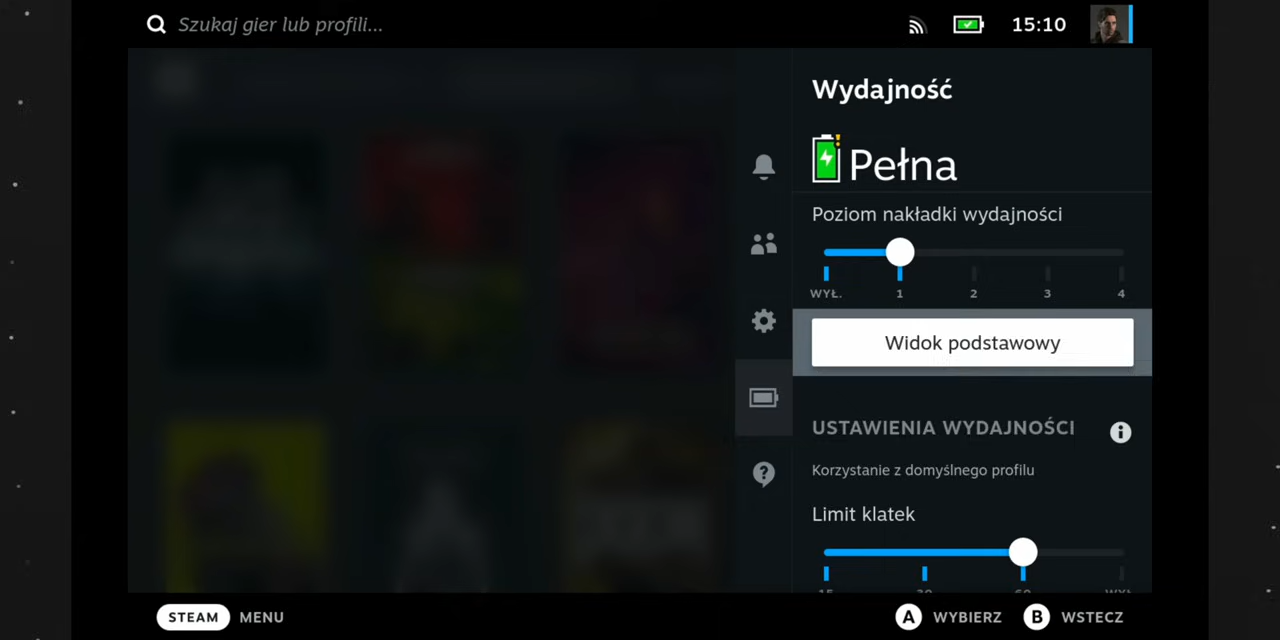 Szukaj gier lub profili...
15:10
Wydajność
Pełna
Poziom nakładki wydajności
WYŁ. 1 2 3 4
Widok podstawowy
USTAWIENIA WYDAJNOŚCI
Korzystanie z domyślnego profilu
Limit klatek
STEAM MENU
A WYBIERZ B WSTECZ